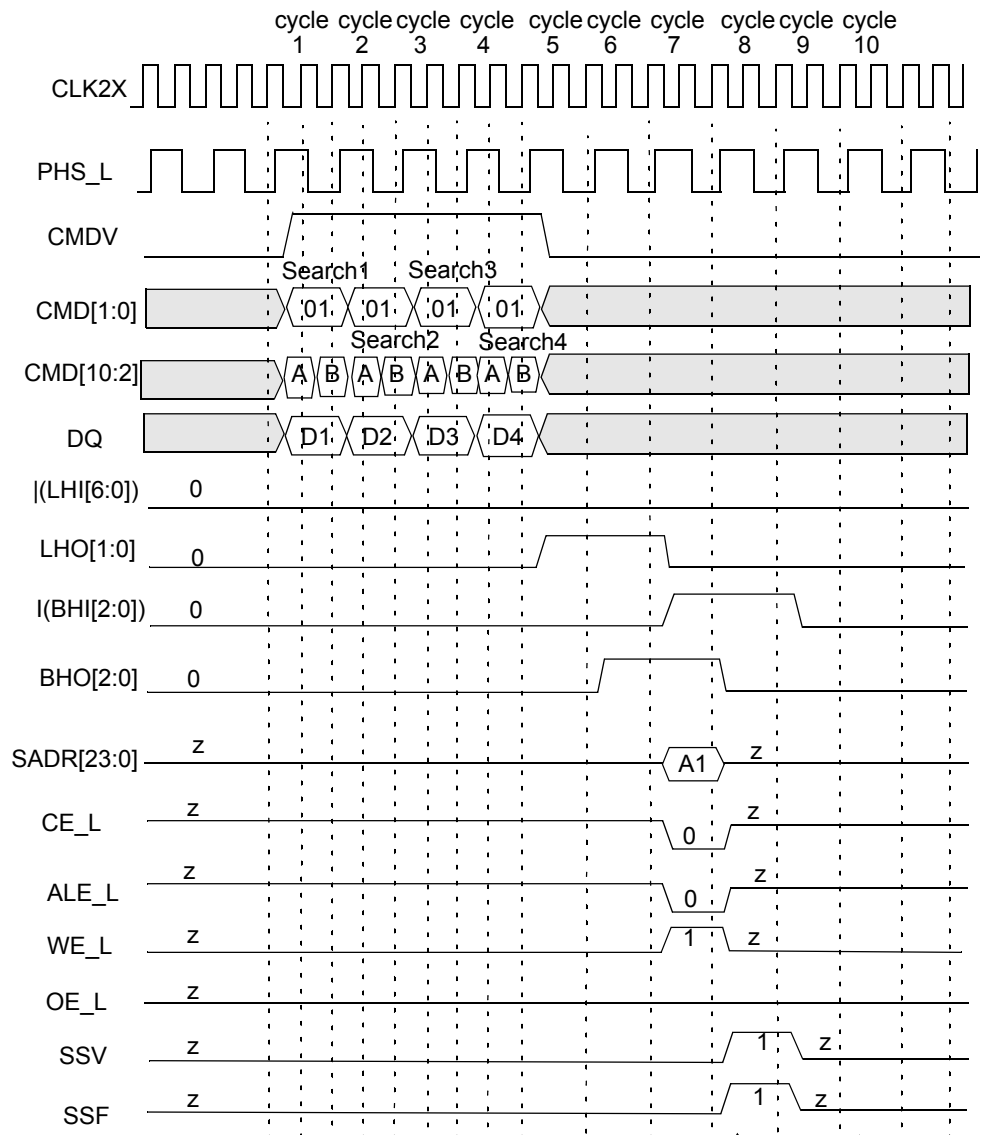 cycle cycle cycle cycle cycle cycle cycle cycle cycle cycle
1 2 3 4 5 6 7 8 9 10
CLK2X
PHS_L
CMDV
Search1 Search3
CMD[1:0] 01 01 01 01
Search2 Search4
CMD[10:2] A B A B A B A B
DQ D1 D2 D3 D4
|(LHI[6:0]) 0
LHO[1:0] 0
I(BHI[2:0]) 0
BHO[2:0] 0
SADR[23:0] z A1 z
CE_L z 0 z
ALE_L z 0 z
WE_L z 1 z
OE_L z
SSV z 1 z
SSF z 1 z